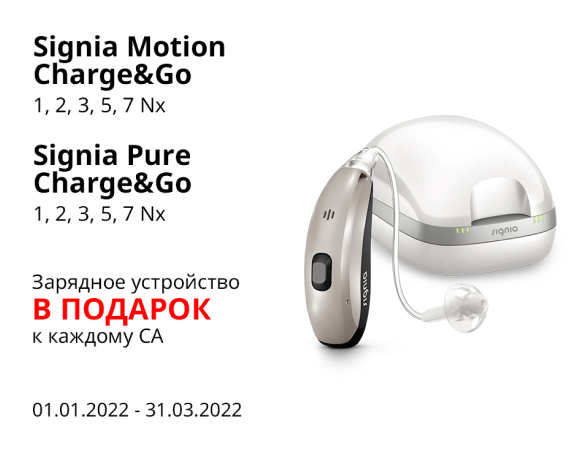 Signia Motion
Charge&Go
1, 2, 3, 5, 7 Nx
Signia Pure
Charge&Go
1, 2, 3, 5, 7 Nx
Зарядное устройство
В ПОДАРОК
к каждому СА
01.01.2022 - 31.03.2022
signia
signia